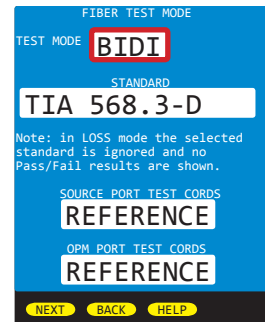 FIBER TEST MODE
TEST MODE BIDI
STANDARD
TIA 568.3-D
Note: in LOSS mode the selected
standard is ignored and no
Pass/Fail results are shown.
SOURCE PORT TEST CORDS
REFERENCE
OPM PORT TEST CORDS
REFERENCE
NEXT BACK HELP